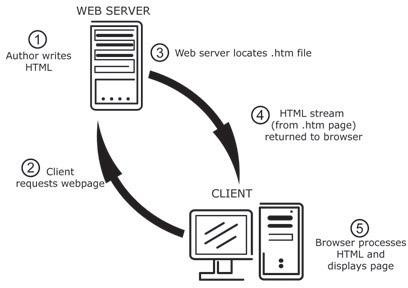 WEB SERVER
1
Author writes
HTML
3 Web server locates .htm file
4 HTML stream
(from .htm page)
returned to browser
2 Client
requests webpage
CLIENT
5
Browser processes
HTML and
displays page